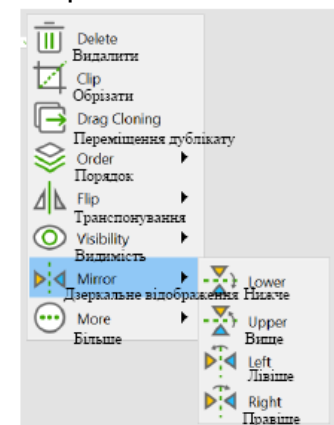 Delete
Видалити
Clip
Обрізати
Drag Cloning
Переміщення дублікату
Order
Порядок
Flip
Транспонування
Visibility
Видимість
Mirror
Дзеркальне відображення
More
Більше
Lower
Нижче
Upper
Вище
Left
Лівіше
Right
Правіше